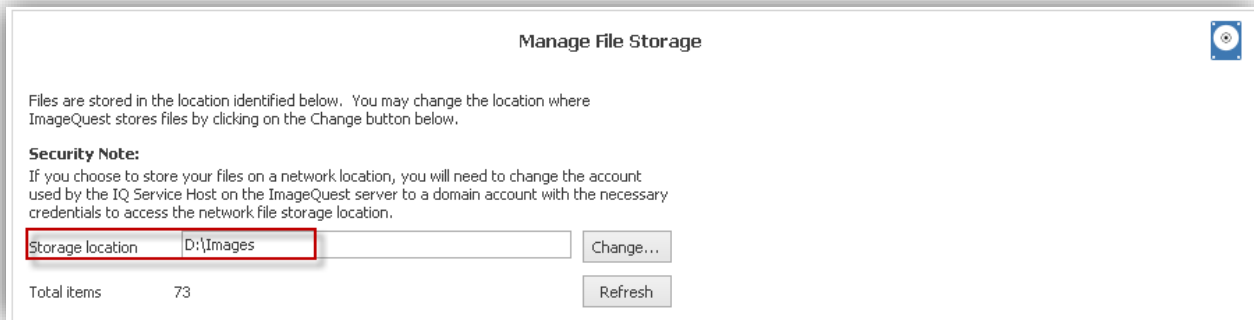 Manage File Storage
Files are stored in the location identified below.  You may change the location where
ImageQuest stores files by clicking on the Change button below.
Security Note:
If you choose to store your files on a network location, you will need to change the account
used by the IQ Service Host on the ImageQuest server to a domain account with the necessary
credentials to access the network file storage location.
Storage location D:\Images Change...
Total items 73 Refresh